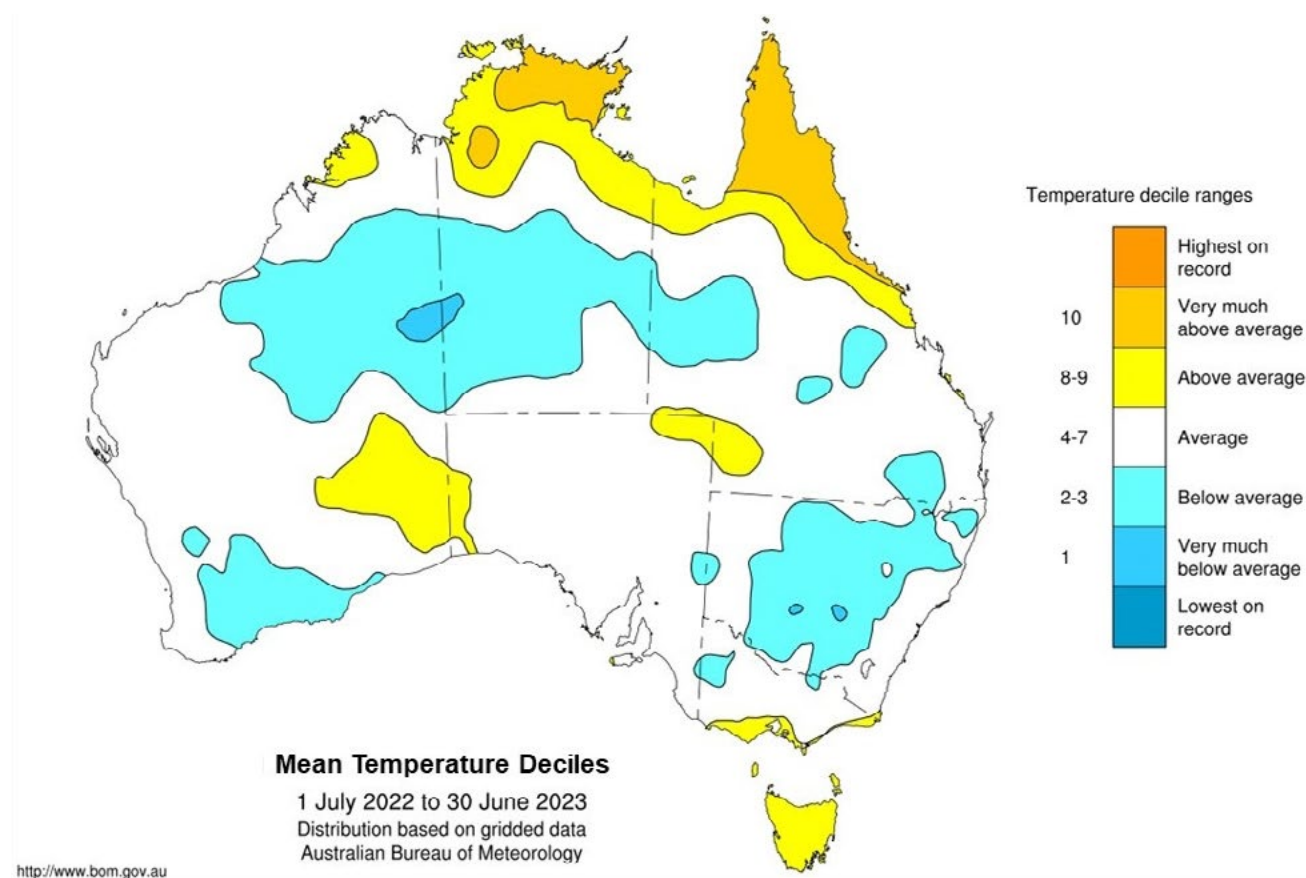 Temperature decile ranges
Highest on
record
10
Very much
above average
8-9
Above average
4-7
Average
2-3
Below average
1
Very much
below average
Lowest on
record
Mean Temperature Deciles
1 July 2022 to 30 June 2023
Distribution based on gridded data
Australian Bureau of Meteorology
http://www.bom.gov.au